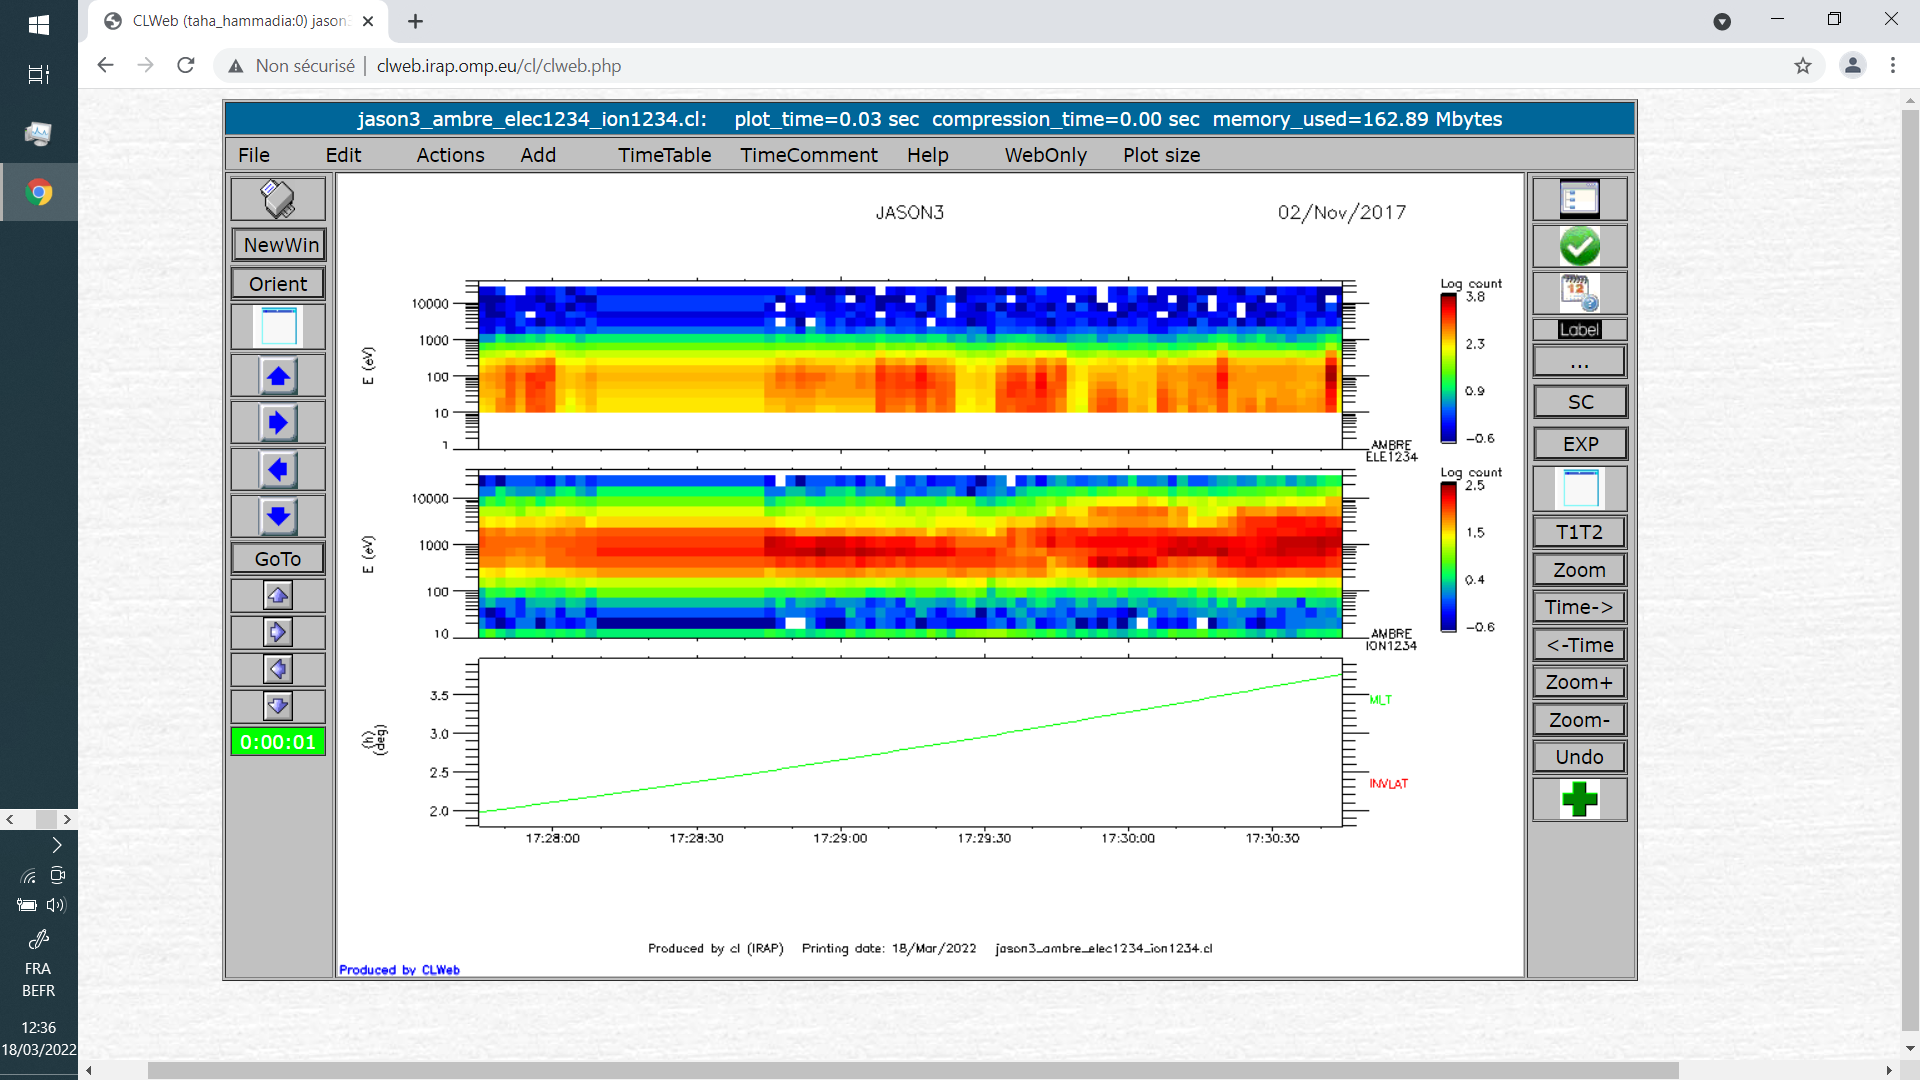 CLWeb (taha_hammadia:0) jason3
Non sécurisé | clweb.irap.omp.eu/cl/clweb.php
jason3_ambre_elec1234_ion1234.cl: plot_time=0.03 sec compression_time=0.00 sec memory_used=162.89 Mbytes
File Edit Actions Add TimeTable TimeComment Help WebOnly Plot size
NewWin
Orient
GoTo
0:00:01
JASON3 02/Nov/2017
10000
1000
100
10
1
E (eV)
AMBRE
ELE1234
Log count
3.8
2.3
0.9
-0.6
10000
1000
100
10
E (eV)
AMBRE
ION1234
Log count
2.5
1.5
0.4
-0.6
3.5
3.0
2.5
2.0
(h)
(deg)
MLT
INVLAT
17:28:00 17:28:30 17:29:00 17:29:30 17:30:00 17:30:30
Produced by cl (IRAP) Printing date: 18/Mar/2022 jason3_ambre_elec1234_ion1234.cl
Produced by CLWeb
12
Label
...
SC
EXP
T1T2
Zoom
Time->
<-Time
Zoom+
Zoom-
Undo
FRA
BEFR
12:36
18/03/2022